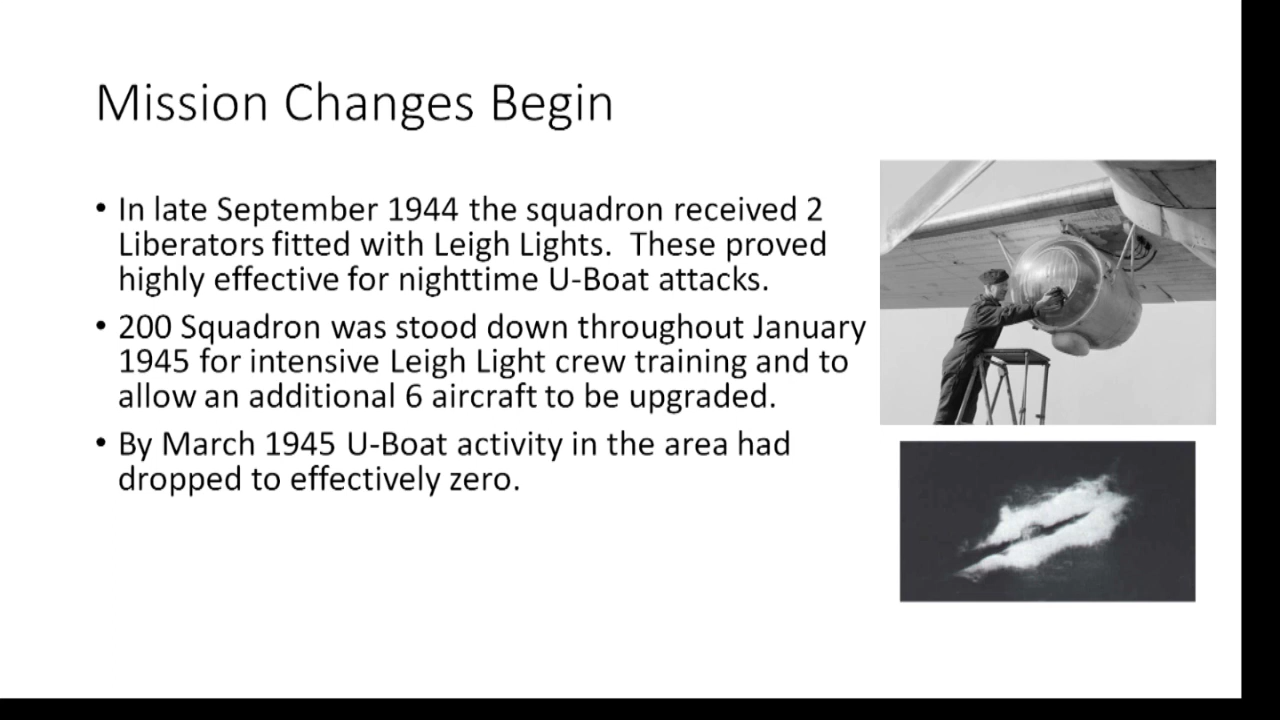 Mission Changes Begin
• In late September 1944 the squadron received 2
Liberators fitted with Leigh Lights.  These proved
highly effective for nighttime U-Boat attacks.
• 200 Squadron was stood down throughout January
1945 for intensive Leigh Light crew training and to
allow an additional 6 aircraft to be upgraded.
• By March 1945 U-Boat activity in the area had
dropped to effectively zero.